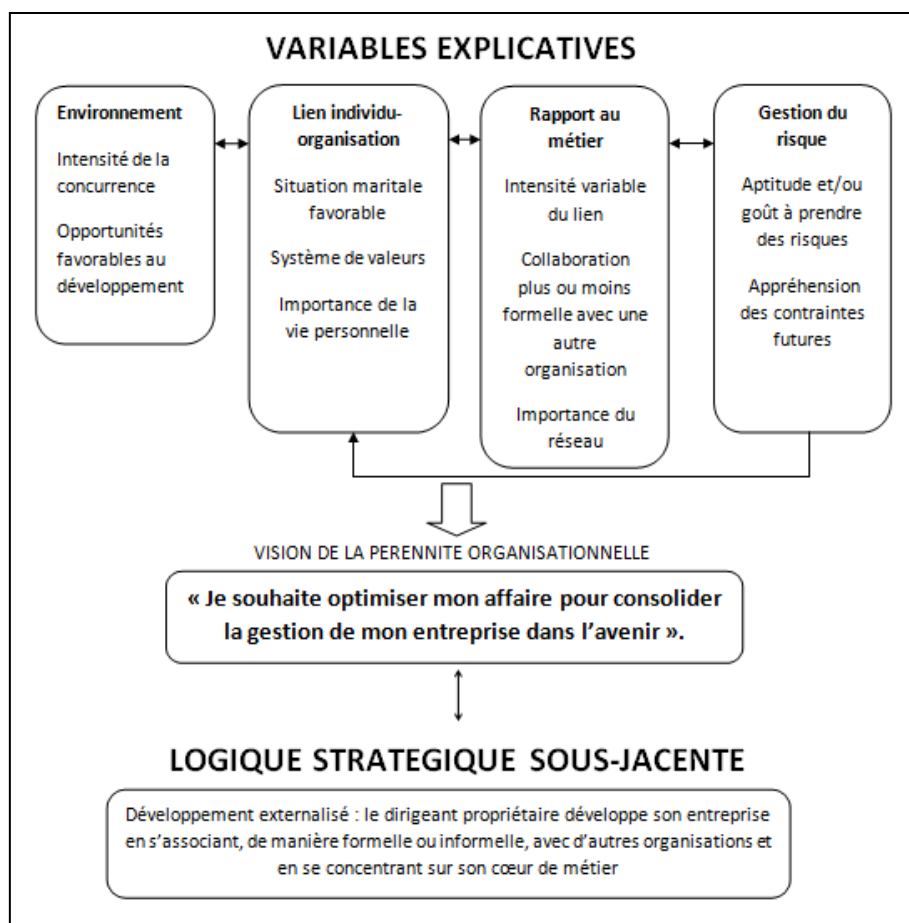 VARIABLES EXPLICATIVES
Environnement
Intensité de la
concurrence
Opportunités
favorables au
développement
Lien individu-
organisation
Situation maritale
favorable
Système de valeurs
Importance de la
vie personnelle
Rapport au
métier
Intensité variable
du lien
Collaboration
plus ou moins
formelle avec une
autre
organisation
Importance du
réseau
Gestion du
risque
Aptitude et/ou
goût à prendre
des risques
Appréhension
des contraintes
futures
VISION DE LA PERENNITE ORGANISATIONNELLE
« Je souhaite optimiser mon affaire pour consolider
la gestion de mon entreprise dans l’avenir ».
LOGIQUE STRATEGIQUE SOUS-JACENTE
Développement externalisé : le dirigeant propriétaire développe son entreprise
en s’associant, de manière formelle ou informelle, avec d’autres organisations et
en se concentrant sur son cœur de métier